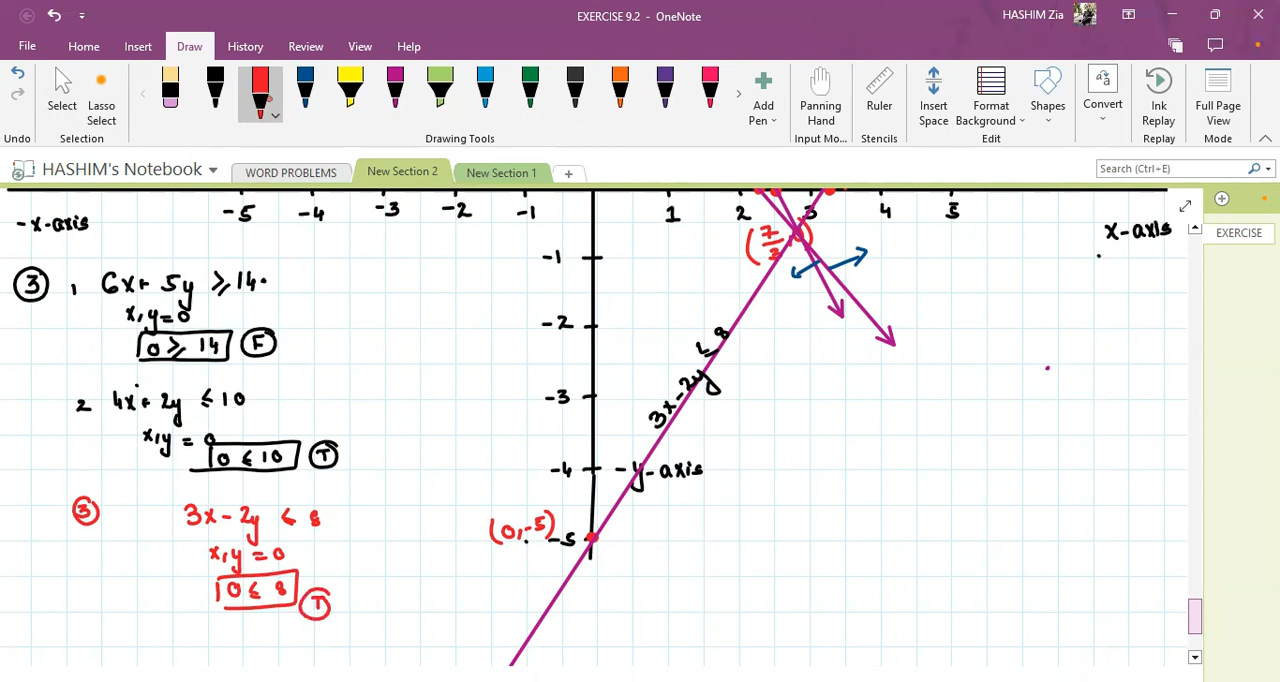 EXERCISE 9.2 - OneNote
HASHIM Zia
File Home Insert Draw History Review View Help
Undo
Select
Lasso Select
Selection
Drawing Tools
Add Pen
Panning Hand
Input Mo...
Ruler
Stencils
Insert Space
Format Background
Shapes
Edit
Convert
Ink Replay
Replay
Full Page View
Mode
HASHIM's Notebook
WORD PROBLEMS
New Section 2
New Section 1
Search (Ctrl+E)
EXERCISE
-x-axis
-5 -4 -3 -2 -1 1 2 3 4 5
x-axis
-1
-2
-3
-4
-y-axis
-5
(0,-5)
3x-2y ≤ 8
3
1 6x+ 5y ≥ 14
x,y=0
0 ≥ 14 F
2 4x + 2y ≤ 10
x,y = 0
0 ≤ 10 T
3 3x - 2y ≤ 8
x,y = 0
0 ≤ 8 T